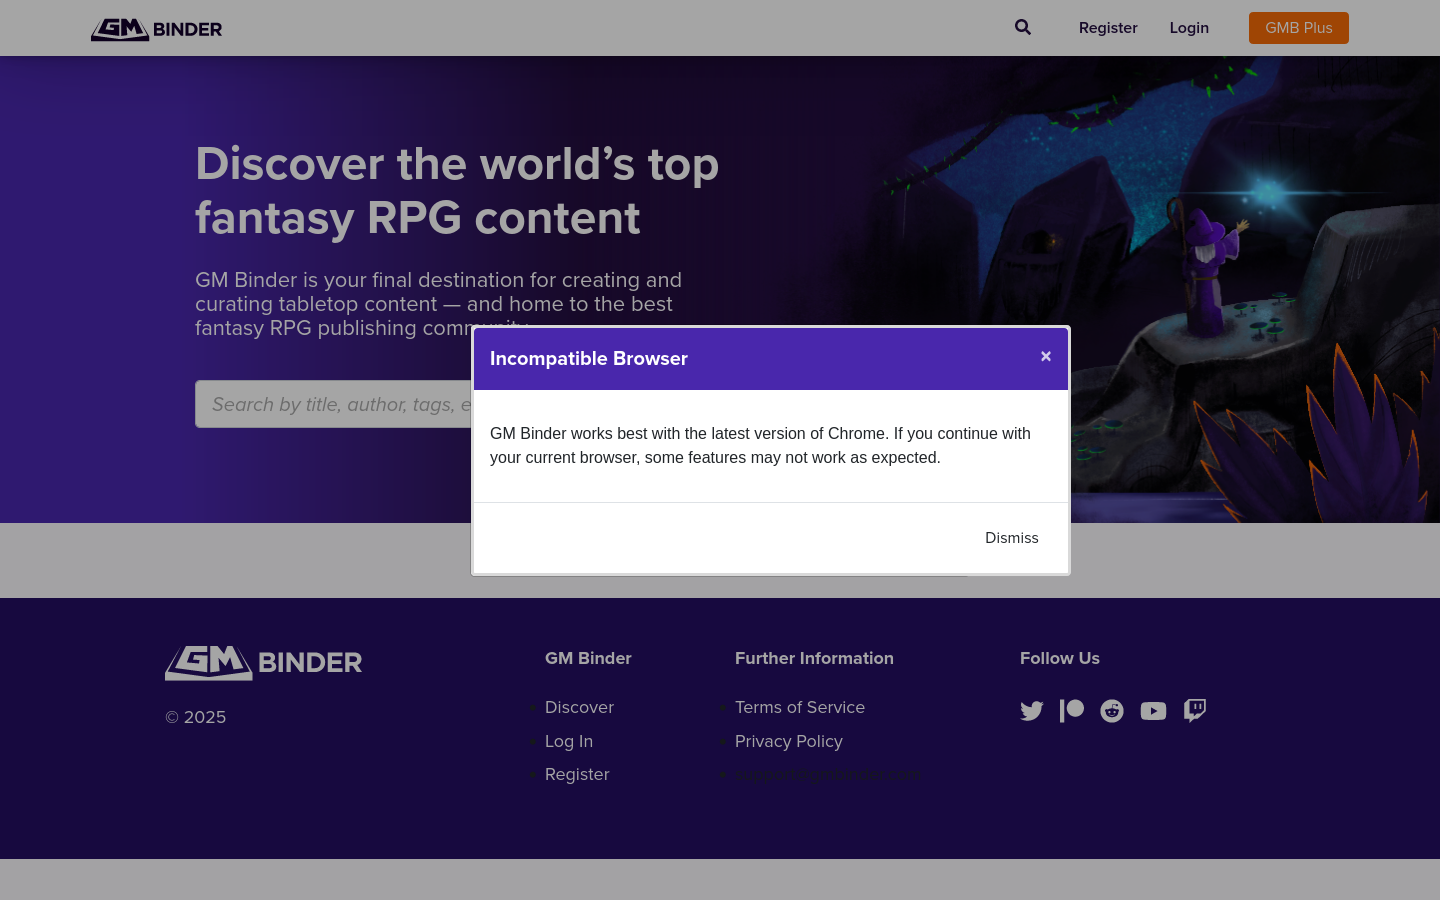 GM BINDER
Register
Login
GMB Plus
Discover the world’s top
fantasy RPG content
GM Binder is your final destination for creating and
curating tabletop content — and home to the best
fantasy RPG publishing community.
Search by title, author, tags, e
Incompatible Browser
×
GM Binder works best with the latest version of Chrome. If you continue with
your current browser, some features may not work as expected.
Dismiss
GM BINDER
© 2025
GM Binder
Discover
Log In
Register
Further Information
Terms of Service
Privacy Policy
support@gmbinder.com
Follow Us